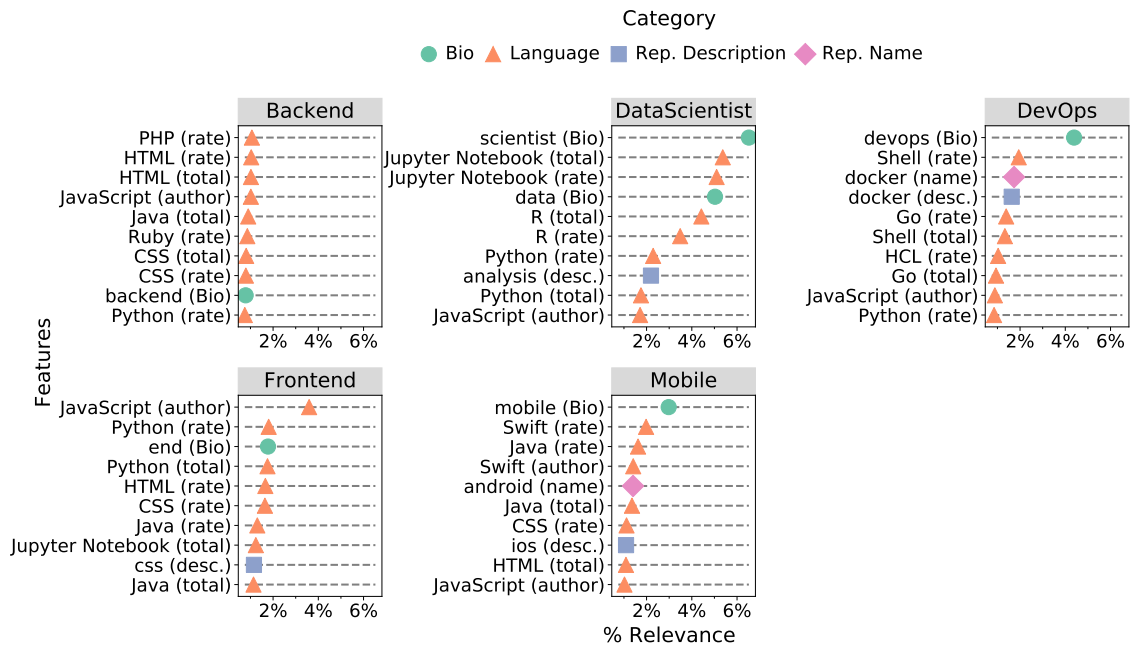 Category
Bio Language Rep. Description Rep. Name
Backend
PHP (rate)
HTML (rate)
HTML (total)
JavaScript (author)
Java (total)
Ruby (rate)
CSS (total)
CSS (rate)
backend (Bio)
Python (rate)
2% 4% 6%
DataScientist
scientist (Bio)
Jupyter Notebook (total)
Jupyter Notebook (rate)
data (Bio)
R (total)
R (rate)
Python (rate)
analysis (desc.)
Python (total)
JavaScript (author)
2% 4% 6%
DevOps
devops (Bio)
Shell (rate)
docker (name)
docker (desc.)
Go (rate)
Shell (total)
HCL (rate)
Go (total)
JavaScript (author)
Python (rate)
2% 4% 6%
Features
Frontend
JavaScript (author)
Python (rate)
end (Bio)
Python (total)
HTML (rate)
CSS (rate)
Java (rate)
Jupyter Notebook (total)
css (desc.)
Java (total)
2% 4% 6%
Mobile
mobile (Bio)
Swift (rate)
Java (rate)
Swift (author)
android (name)
Java (total)
CSS (rate)
ios (desc.)
HTML (total)
JavaScript (author)
2% 4% 6%
% Relevance